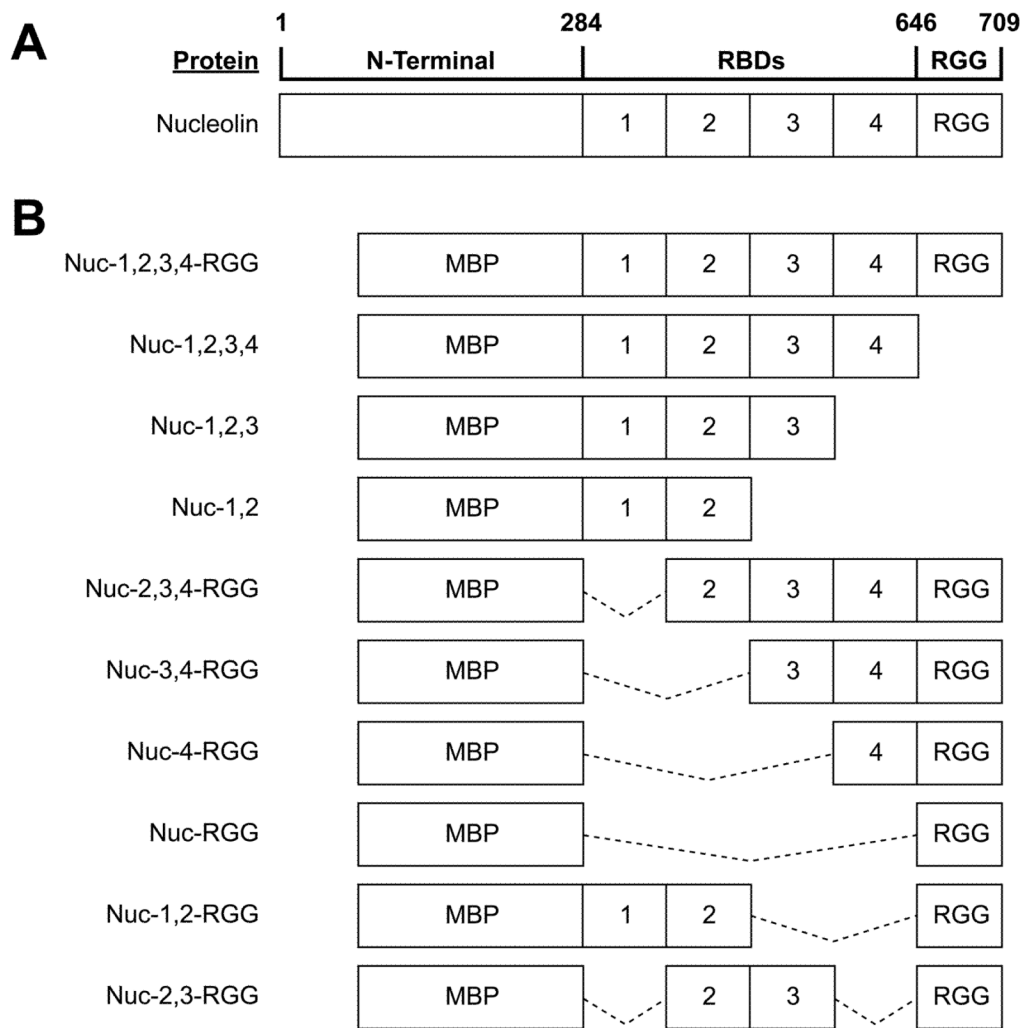 A
1 284 646 709
Protein N-Terminal RBDs RGG
Nucleolin 1 2 3 4 RGG
B
Nuc-1,2,3,4-RGG MBP 1 2 3 4 RGG
Nuc-1,2,3,4 MBP 1 2 3 4
Nuc-1,2,3 MBP 1 2 3
Nuc-1,2 MBP 1 2
Nuc-2,3,4-RGG MBP 2 3 4 RGG
Nuc-3,4-RGG MBP 3 4 RGG
Nuc-4-RGG MBP 4 RGG
Nuc-RGG MBP RGG
Nuc-1,2-RGG MBP 1 2 RGG
Nuc-2,3-RGG MBP 2 3 RGG